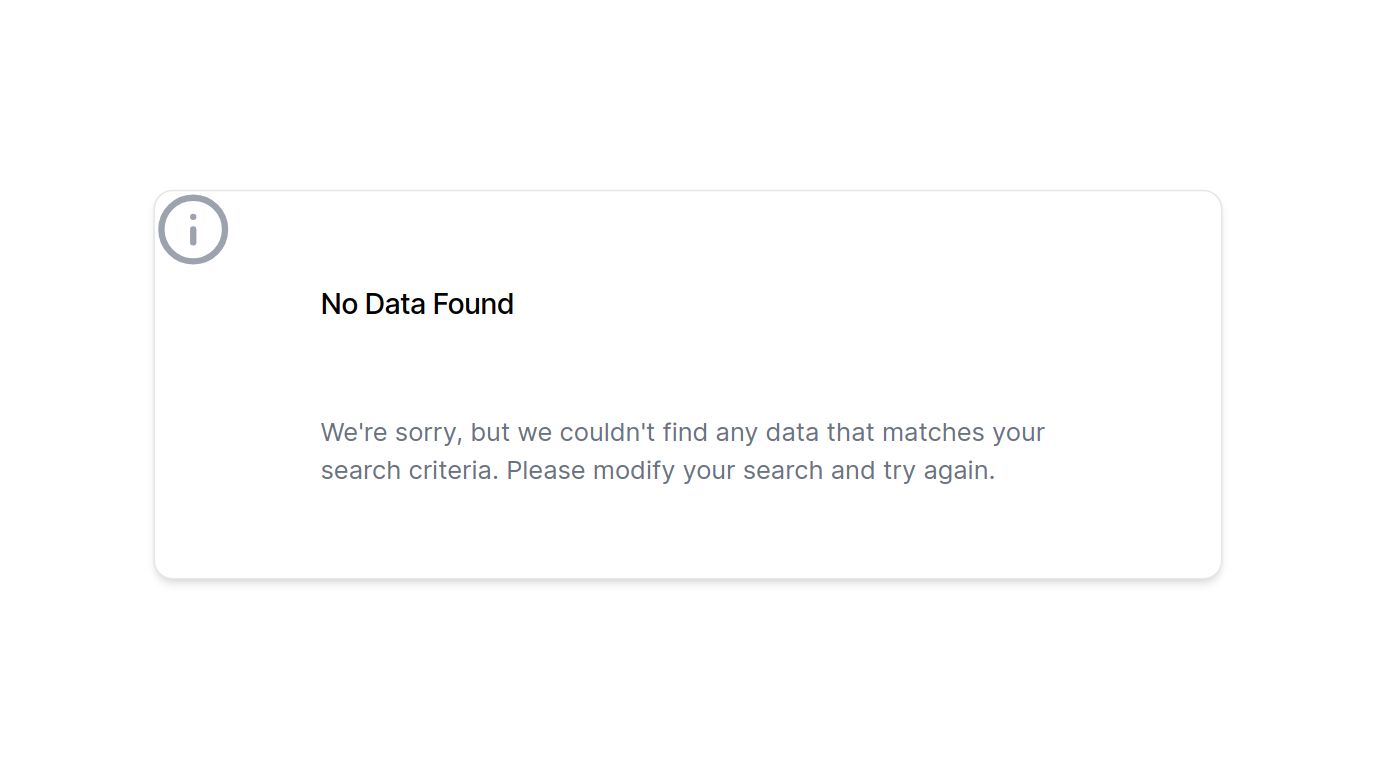 No Data Found
We're sorry, but we couldn't find any data that matches your
search criteria. Please modify your search and try again.